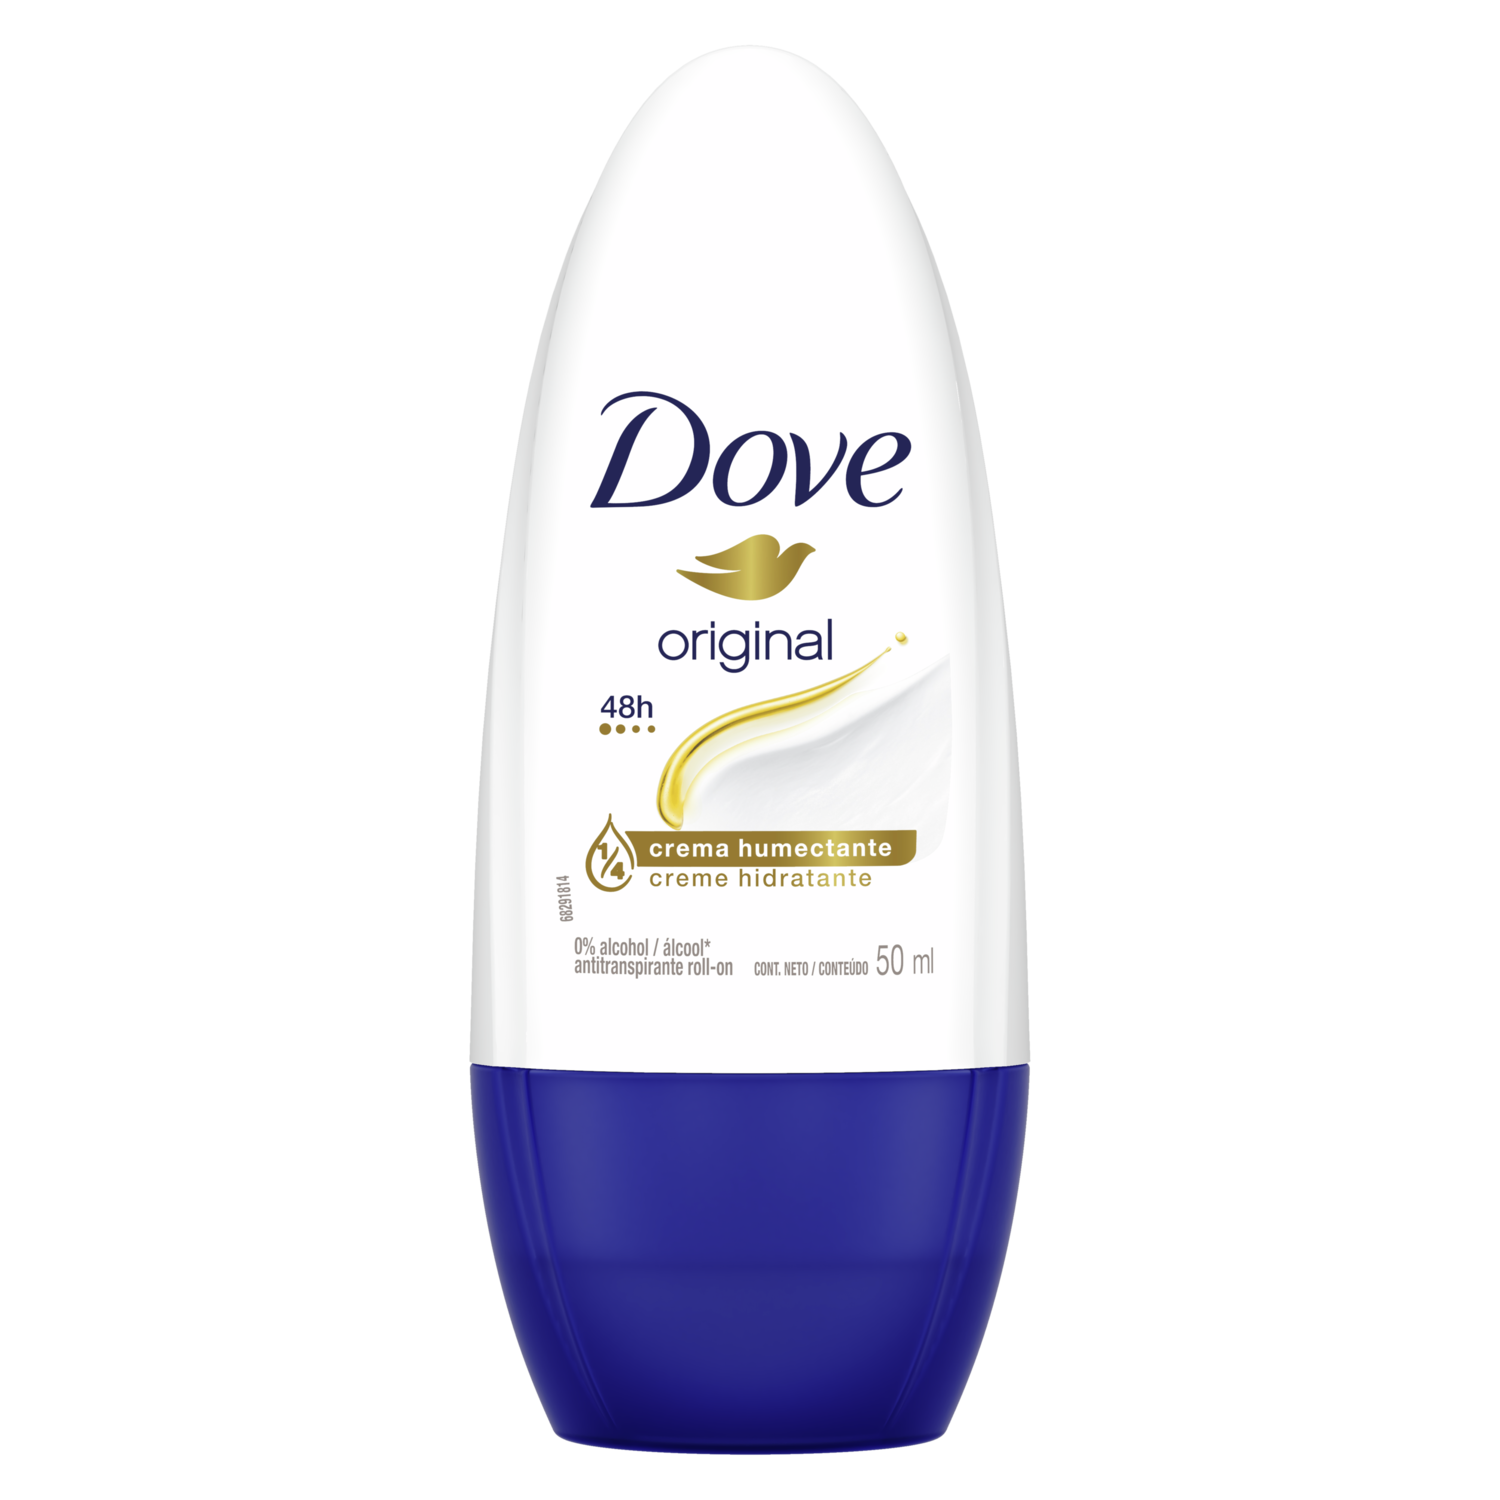 Dove
original
48h
1/4
crema humectante
creme hidratante
68291814
0% alcohol / álcool*
antitranspirante roll-on
CONT. NETO / CONTEÚDO 50 ml